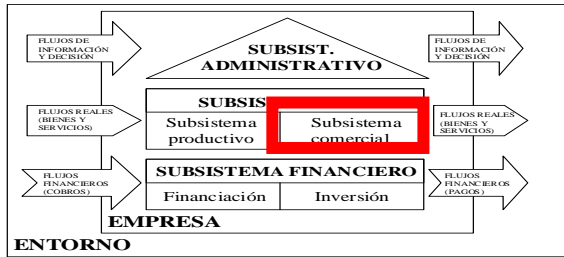 FLUJOS DE
INFORMACIÓN
Y DECISIÓN
SUBSIST.
ADMINISTRATIVO
FLUJOS DE
INFORMACIÓN
Y DECISIÓN
FLUJOS REALES
(BIENES Y
SERVICIOS)
SUBSIS
Subsistema
productivo
Subsistema
comercial
FLUJOS REALES
(BIENES Y
SERVICIOS)
FLUJOS
FINANCIEROS
(COBROS)
SUBSISTEMA FINANCIERO
Financiación
Inversión
FLUJOS
FINANCIEROS
(PAGOS)
EMPRESA
ENTORNO